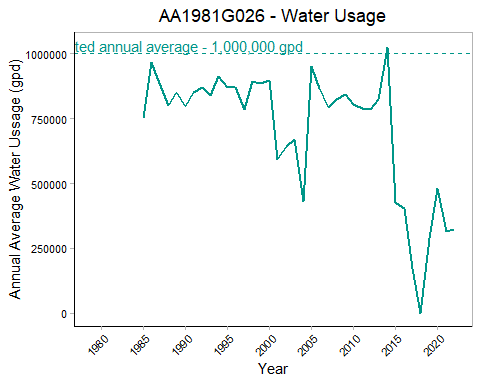 AA1981G026 - Water Usage
ted annual average - 1,000,000 gpd
Annual Average Water Ussage (gpd)
1000000
750000
500000
250000
0
1980 1985 1990 1995 2000 2005 2010 2015 2020
Year